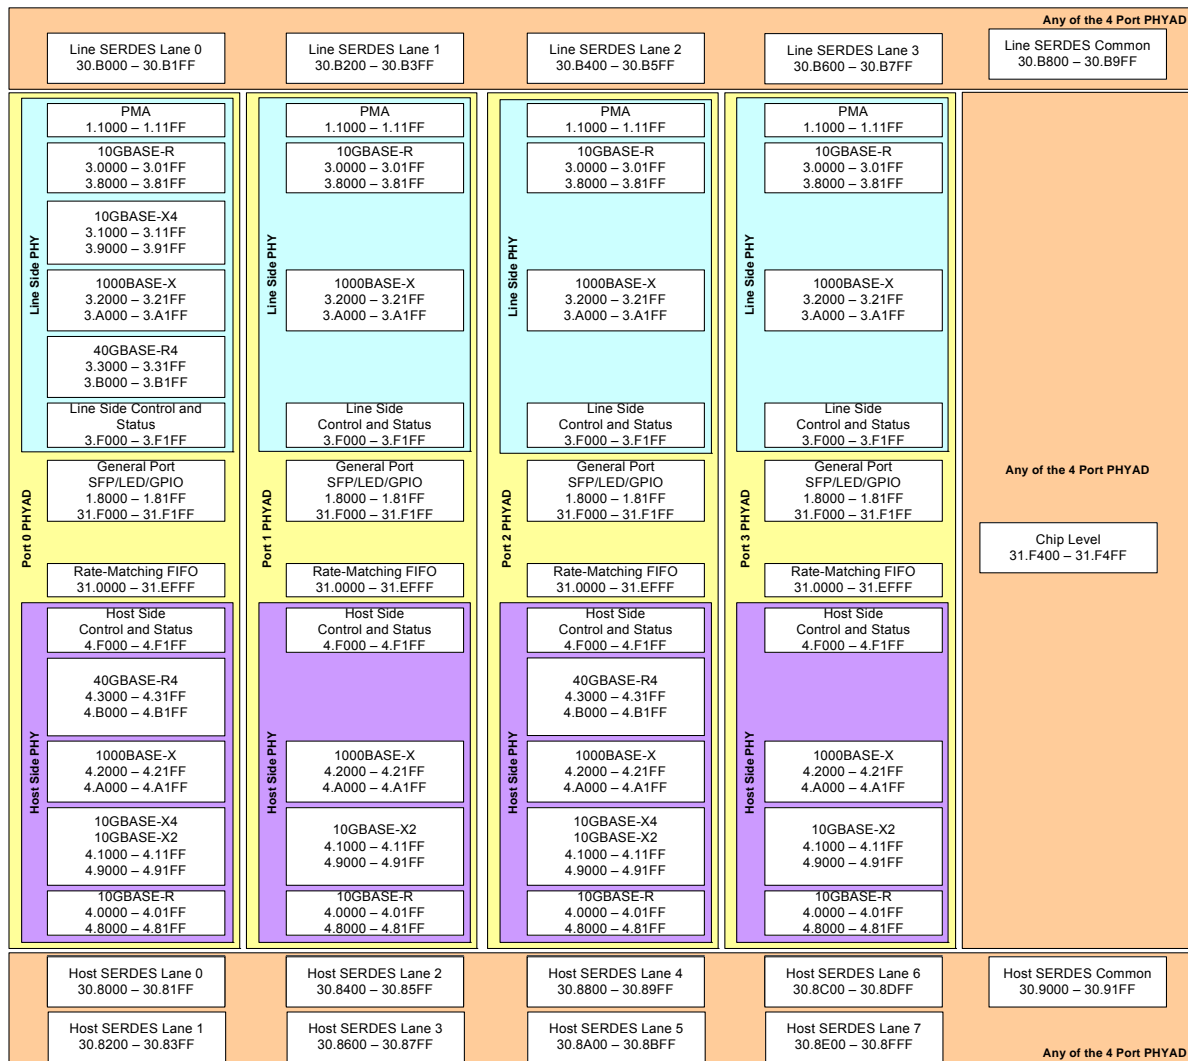 Any of the 4 Port PHYAD
Line SERDES Lane 0
30.B000 – 30.B1FF
Line SERDES Lane 1
30.B200 – 30.B3FF
Line SERDES Lane 2
30.B400 – 30.B5FF
Line SERDES Lane 3
30.B600 – 30.B7FF
Line SERDES Common
30.B800 – 30.B9FF
Port 0 PHYAD
Line Side PHY
PMA
1.1000 – 1.11FF
10GBASE-R
3.0000 – 3.01FF
3.8000 – 3.81FF
10GBASE-X4
3.1000 – 3.11FF
3.9000 – 3.91FF
1000BASE-X
3.2000 – 3.21FF
3.A000 – 3.A1FF
40GBASE-R4
3.3000 – 3.31FF
3.B000 – 3.B1FF
Line Side Control and
Status
3.F000 – 3.F1FF
General Port
SFP/LED/GPIO
1.8000 – 1.81FF
31.F000 – 31.F1FF
Rate-Matching FIFO
31.0000 – 31.EFFF
Host Side PHY
Host Side
Control and Status
4.F000 – 4.F1FF
40GBASE-R4
4.3000 – 4.31FF
4.B000 – 4.B1FF
1000BASE-X
4.2000 – 4.21FF
4.A000 – 4.A1FF
10GBASE-X4
10GBASE-X2
4.1000 – 4.11FF
4.9000 – 4.91FF
10GBASE-R
4.0000 – 4.01FF
4.8000 – 4.81FF
Port 1 PHYAD
Line Side PHY
PMA
1.1000 – 1.11FF
10GBASE-R
3.0000 – 3.01FF
3.8000 – 3.81FF
1000BASE-X
3.2000 – 3.21FF
3.A000 – 3.A1FF
Line Side
Control and Status
3.F000 – 3.F1FF
General Port
SFP/LED/GPIO
1.8000 – 1.81FF
31.F000 – 31.F1FF
Rate-Matching FIFO
31.0000 – 31.EFFF
Host Side PHY
Host Side
Control and Status
4.F000 – 4.F1FF
1000BASE-X
4.2000 – 4.21FF
4.A000 – 4.A1FF
10GBASE-X2
4.1000 – 4.11FF
4.9000 – 4.91FF
10GBASE-R
4.0000 – 4.01FF
4.8000 – 4.81FF
Port 2 PHYAD
Line Side PHY
PMA
1.1000 – 1.11FF
10GBASE-R
3.0000 – 3.01FF
3.8000 – 3.81FF
1000BASE-X
3.2000 – 3.21FF
3.A000 – 3.A1FF
Line Side
Control and Status
3.F000 – 3.F1FF
General Port
SFP/LED/GPIO
1.8000 – 1.81FF
31.F000 – 31.F1FF
Rate-Matching FIFO
31.0000 – 31.EFFF
Host Side PHY
Host Side
Control and Status
4.F000 – 4.F1FF
40GBASE-R4
4.3000 – 4.31FF
4.B000 – 4.B1FF
1000BASE-X
4.2000 – 4.21FF
4.A000 – 4.A1FF
10GBASE-X4
10GBASE-X2
4.1000 – 4.11FF
4.9000 – 4.91FF
10GBASE-R
4.0000 – 4.01FF
4.8000 – 4.81FF
Port 3 PHYAD
Line Side PHY
PMA
1.1000 – 1.11FF
10GBASE-R
3.0000 – 3.01FF
3.8000 – 3.81FF
1000BASE-X
3.2000 – 3.21FF
3.A000 – 3.A1FF
Line Side
Control and Status
3.F000 – 3.F1FF
General Port
SFP/LED/GPIO
1.8000 – 1.81FF
31.F000 – 31.F1FF
Rate-Matching FIFO
31.0000 – 31.EFFF
Host Side PHY
Host Side
Control and Status
4.F000 – 4.F1FF
1000BASE-X
4.2000 – 4.21FF
4.A000 – 4.A1FF
10GBASE-X2
4.1000 – 4.11FF
4.9000 – 4.91FF
10GBASE-R
4.0000 – 4.01FF
4.8000 – 4.81FF
Any of the 4 Port PHYAD
Chip Level
31.F400 – 31.F4FF
Host SERDES Lane 0
30.8000 – 30.81FF
Host SERDES Lane 2
30.8400 – 30.85FF
Host SERDES Lane 4
30.8800 – 30.89FF
Host SERDES Lane 6
30.8C00 – 30.8DFF
Host SERDES Common
30.9000 – 30.91FF
Host SERDES Lane 1
30.8200 – 30.83FF
Host SERDES Lane 3
30.8600 – 30.87FF
Host SERDES Lane 5
30.8A00 – 30.8BFF
Host SERDES Lane 7
30.8E00 – 30.8FFF
Any of the 4 Port PHYAD